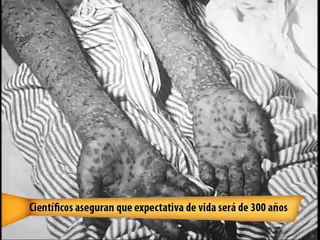 Científicos aseguran que expectativa de vida será de 300 años